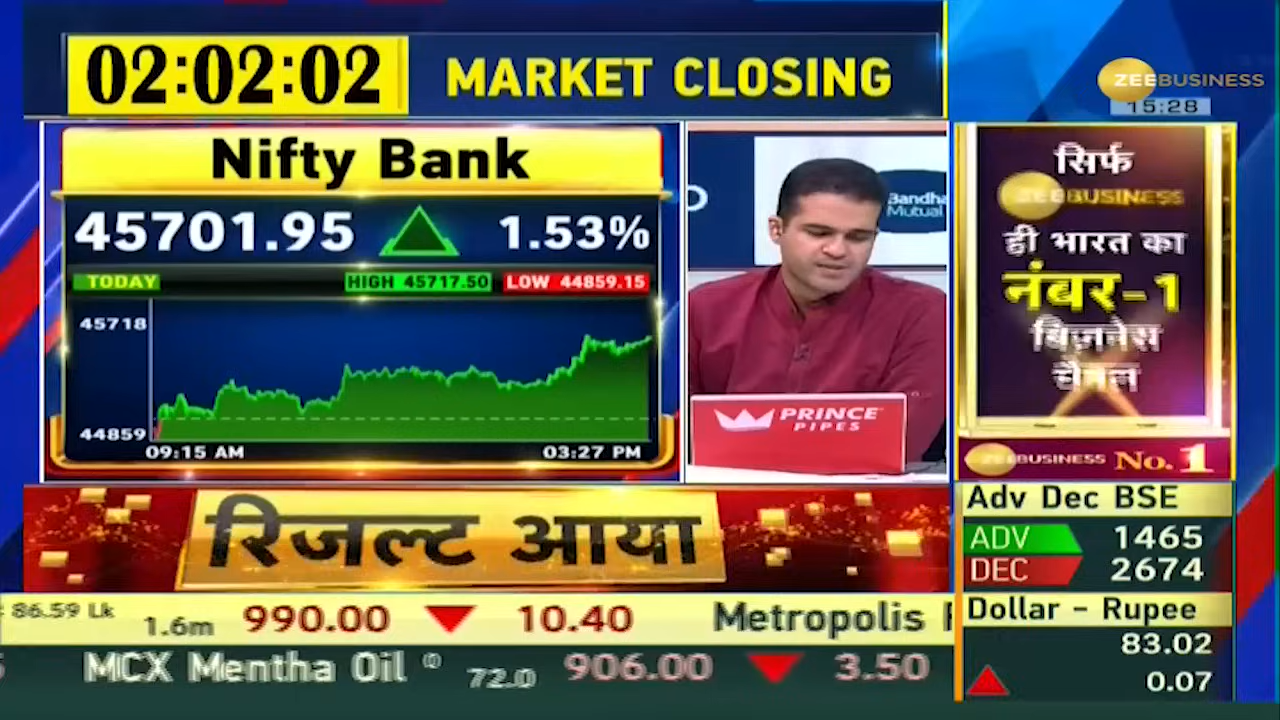 02:02:02 MARKET CLOSING
ZEEBUSINESS
15:28
Nifty Bank
45701.95 1.53%
TODAY HIGH 45717.50 LOW 44859.15
45718
44859
09:15 AM 03:27 PM
Bandha
Mutual
PRINCE
PIPES
सिर्फ
ZEEBUSINESS
ही भारत का
नंबर-1
बिज़नेस
चैनल
ZEEBUSINESS No.1
रिजल्ट आया
Adv Dec BSE
ADV 1465
DEC 2674
Dollar - Rupee
83.02
0.07
86.59 Lk 1.6m 990.00 10.40 Metropolis
MCX Mentha Oil 72.0 906.00 3.50